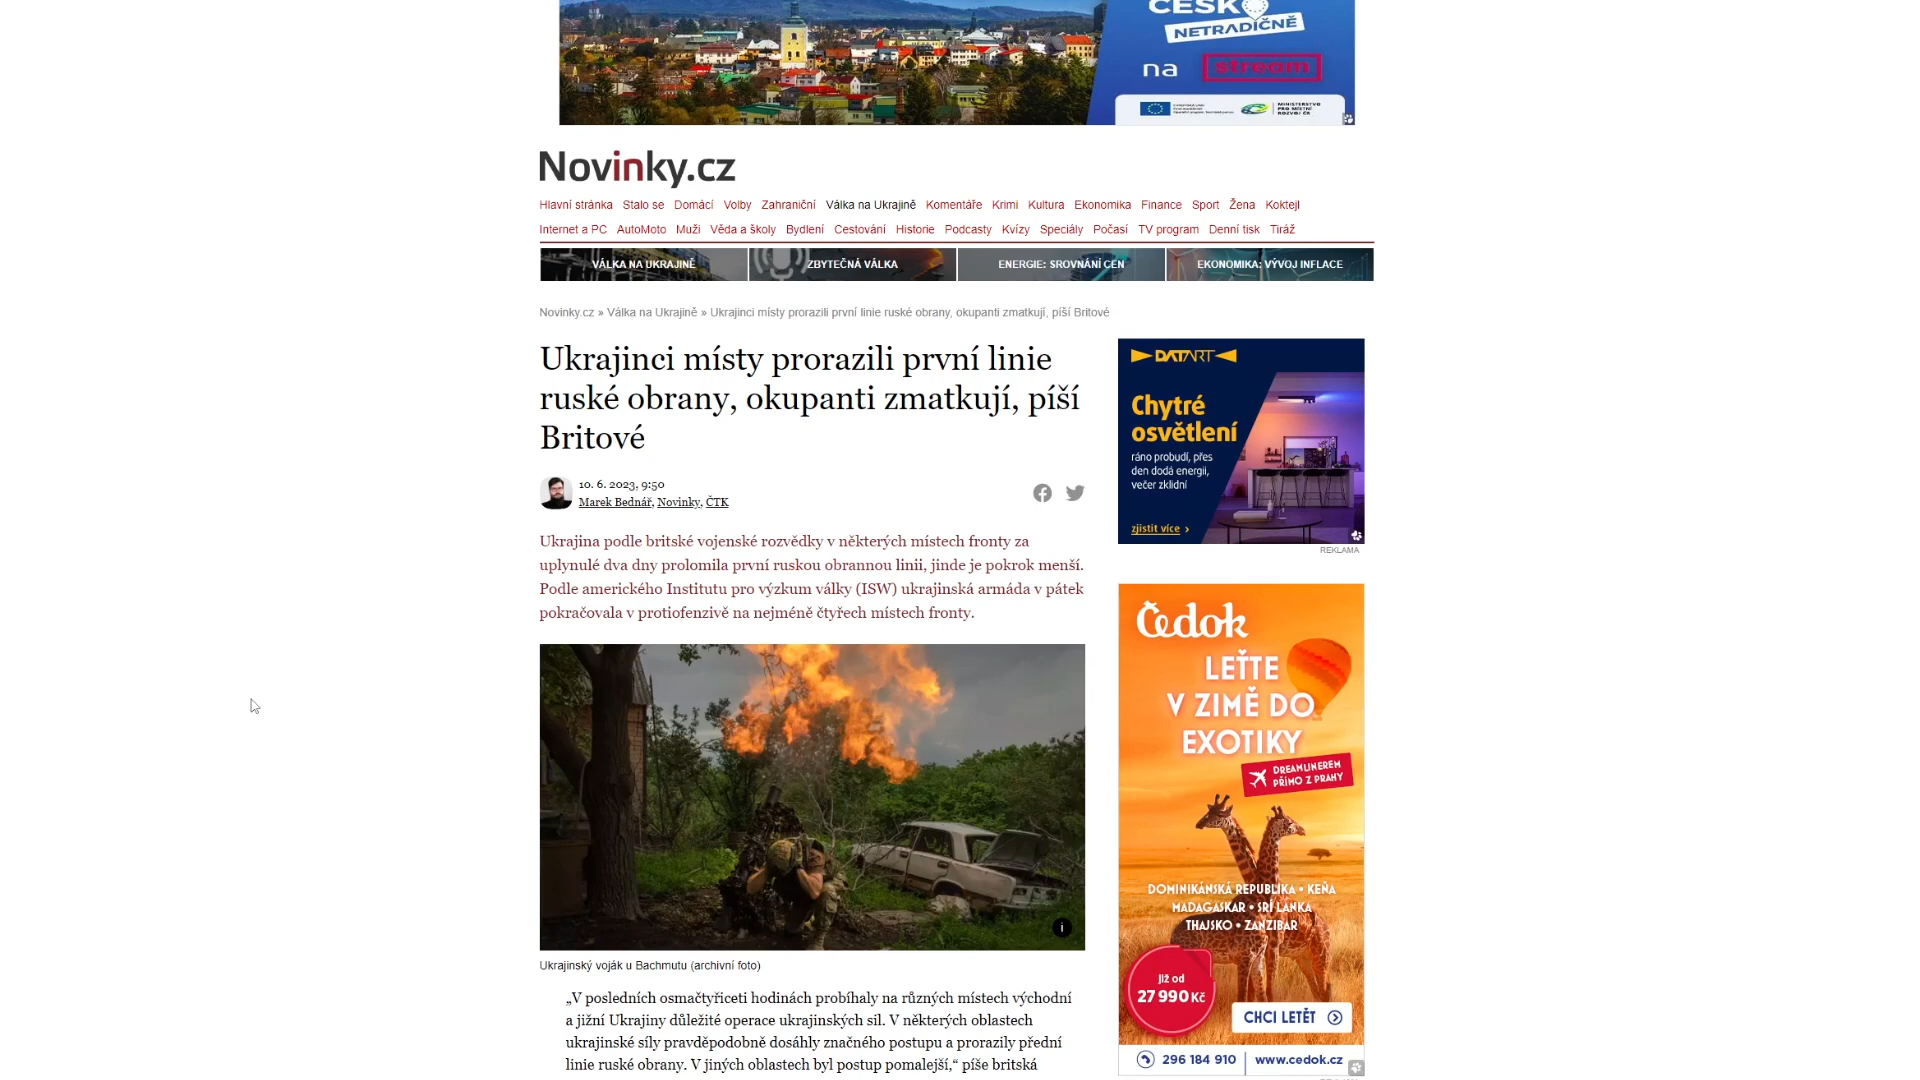 ČESKO
NETRADIČNĚ
na stream
Novinky.cz
Hlavní stránka Stalo se Domácí Volby Zahraniční Válka na Ukrajině Komentáře Krimi Kultura Ekonomika Finance Sport Žena Koktejl
Internet a PC AutoMoto Muži Věda a školy Bydlení Cestování Historie Podcasty Kvízy Speciály Počasí TV program Denní tisk Tiráž
VÁLKA NA UKRAJINĚ ZBYTEČNÁ VÁLKA ENERGIE: SROVNÁNÍ CEN EKONOMIKA: VÝVOJ INFLACE
Novinky.cz » Válka na Ukrajině » Ukrajinci místy prorazili první linie ruské obrany, okupanti zmatkují, píší Britové
Ukrajinci místy prorazili první linie
ruské obrany, okupanti zmatkují, píší
Britové
10. 6. 2023, 9:50
Marek Bednář, Novinky, ČTK
Ukrajina podle britské vojenské rozvědky v některých místech fronty za
uplynulé dva dny prolomila první ruskou obrannou linii, jinde je pokrok menší.
Podle amerického Institutu pro výzkum války (ISW) ukrajinská armáda v pátek
pokračovala v protiofenzivě na nejméně čtyřech místech fronty.
i
Ukrajinský voják u Bachmutu (archivní foto)
„V posledních osmačtyřiceti hodinách probíhaly na různých místech východní
a jižní Ukrajiny důležité operace ukrajinských sil. V některých oblastech
ukrajinské síly pravděpodobně dosáhly značného postupu a prorazily přední
linie ruské obrany. V jiných oblastech byl postup pomalejší,“ píše britská
DATART
Chytré
osvětlení
ráno probudí, přes
den dodá energii,
večer zklidní
zjistit více ›
REKLAMA
Čedok
LEŤTE
V ZIMĚ DO
EXOTIKY
DREAMLINEREM
PŘÍMO Z PRAHY
DOMINIKÁNSKÁ REPUBLIKA • KEŇA
MADAGASKAR • SRÍ LANKA
THAJSKO • ZANZIBAR
již od
27 990 Kč
CHCI LETĚT
296 184 910 www.cedok.cz